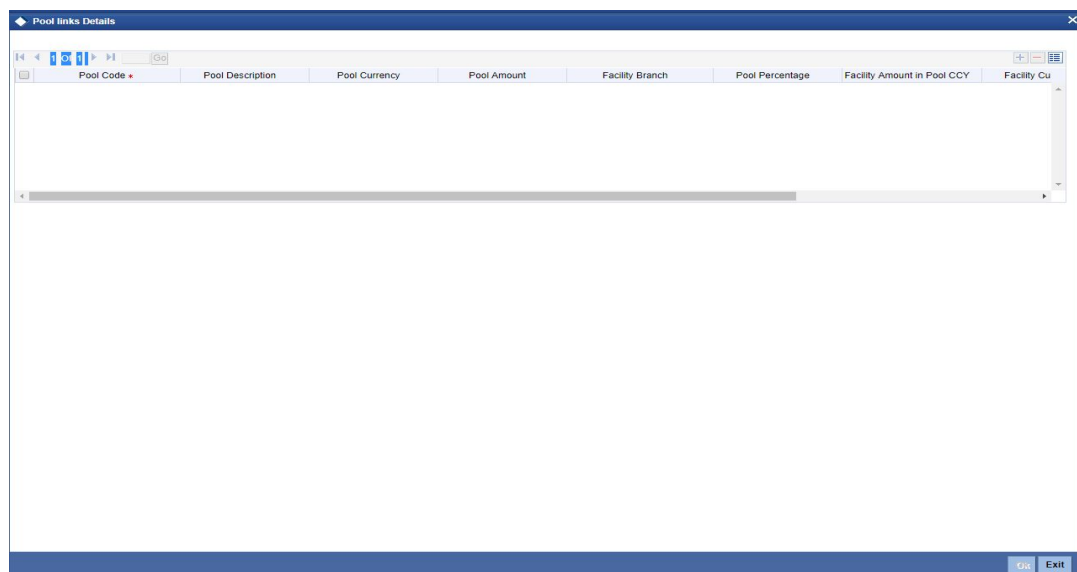 Pool links Details
1 Of 1 Go
Pool Code * Pool Description Pool Currency Pool Amount Facility Branch Pool Percentage Facility Amount in Pool CCY Facility Cu
Ok Exit